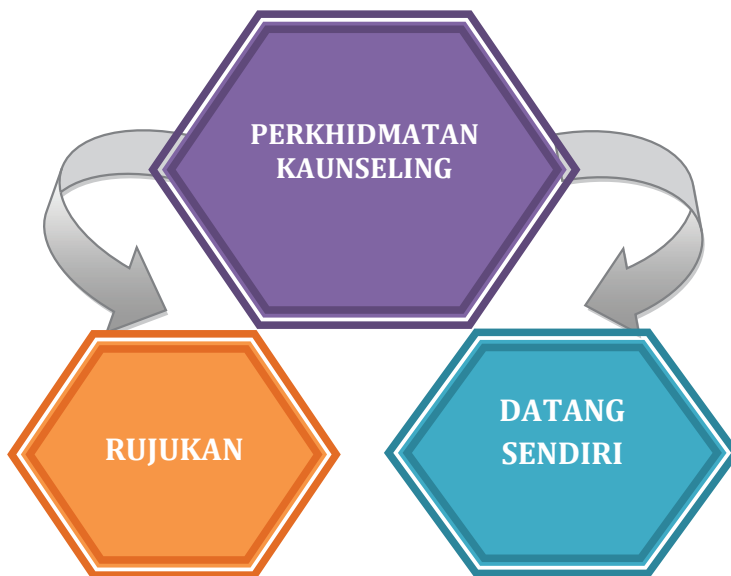 PERKHIDMATAN
KAUNSELING
RUJUKAN
DATANG
SENDIRI